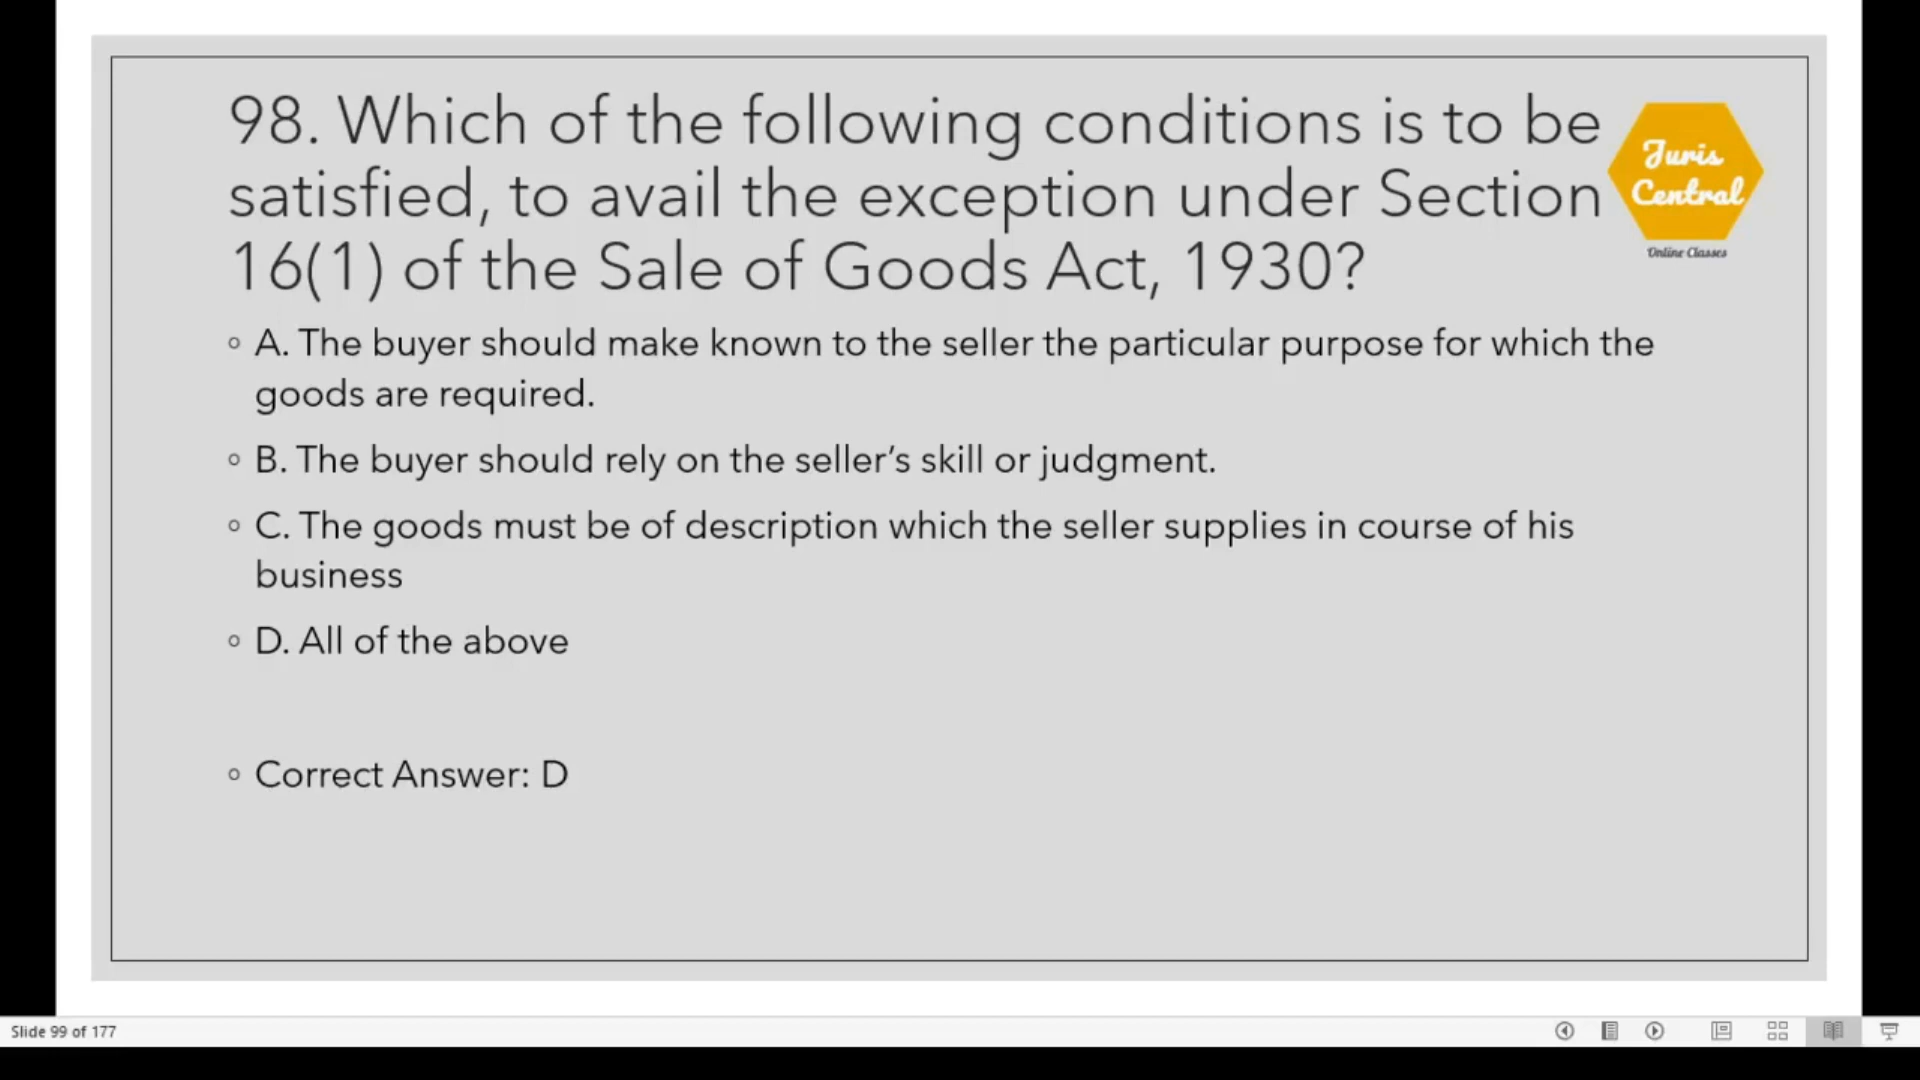 98. Which of the following conditions is to be
satisfied, to avail the exception under Section
16(1) of the Sale of Goods Act, 1930?
Juris
Central
Online Classes
◦ A. The buyer should make known to the seller the particular purpose for which the
goods are required.
◦ B. The buyer should rely on the seller’s skill or judgment.
◦ C. The goods must be of description which the seller supplies in course of his
business
◦ D. All of the above
◦ Correct Answer: D
Slide 99 of 177